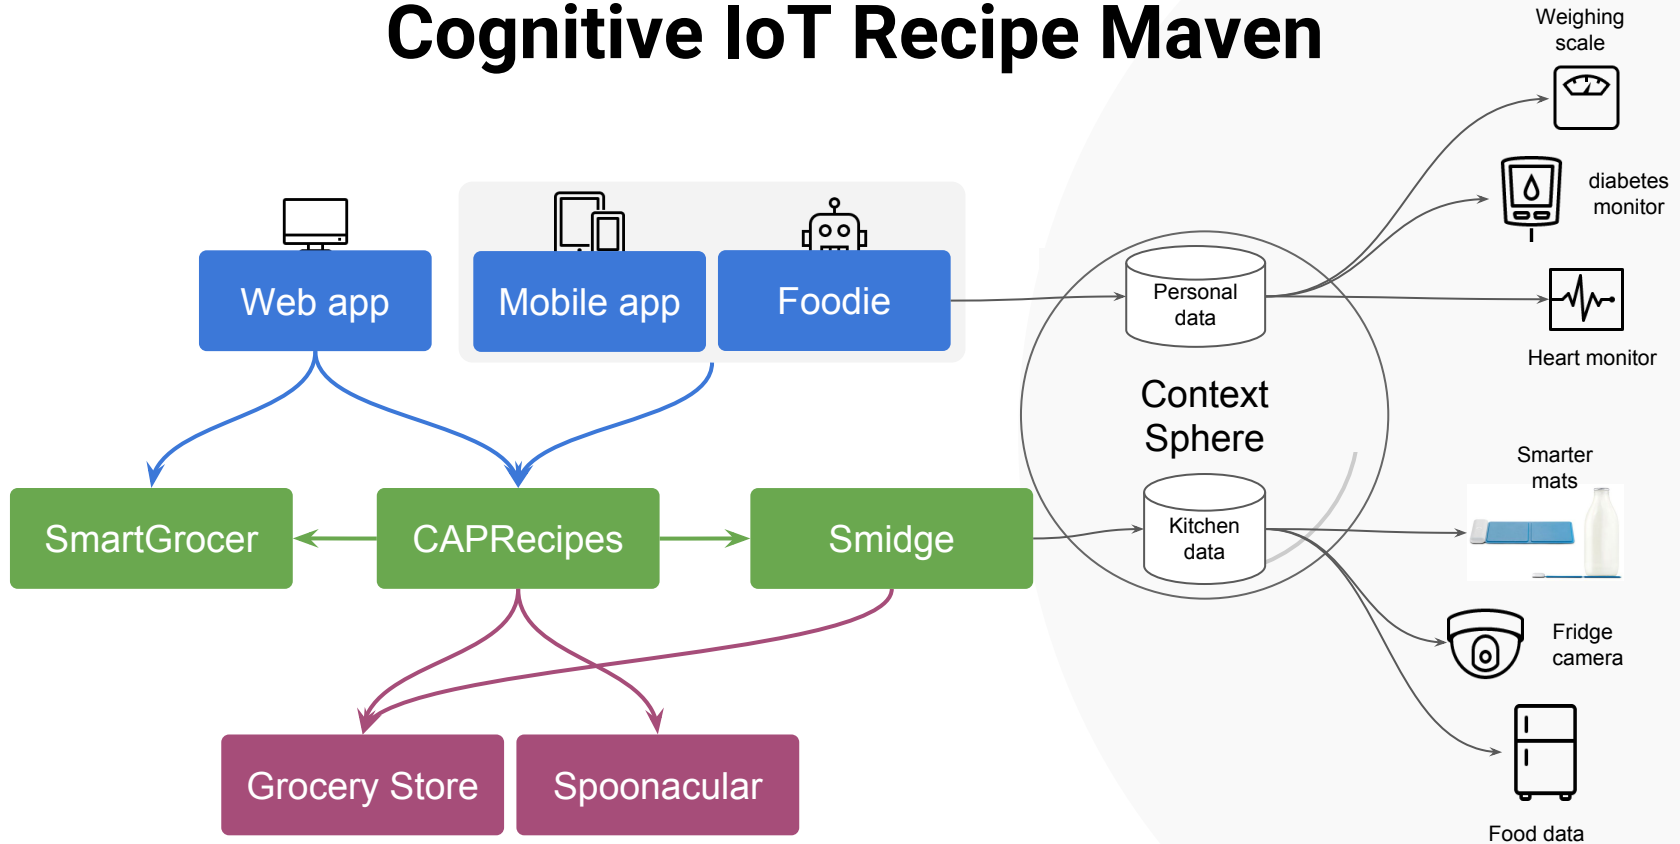 Cognitive IoT Recipe Maven
Weighing
scale
diabetes
monitor
Web app
Mobile app
Foodie
Personal
data
Heart monitor
Context
Sphere
Smarter
mats
SmartGrocer
CAPRecipes
Smidge
Kitchen
data
Fridge
camera
Grocery Store
Spoonacular
Food data